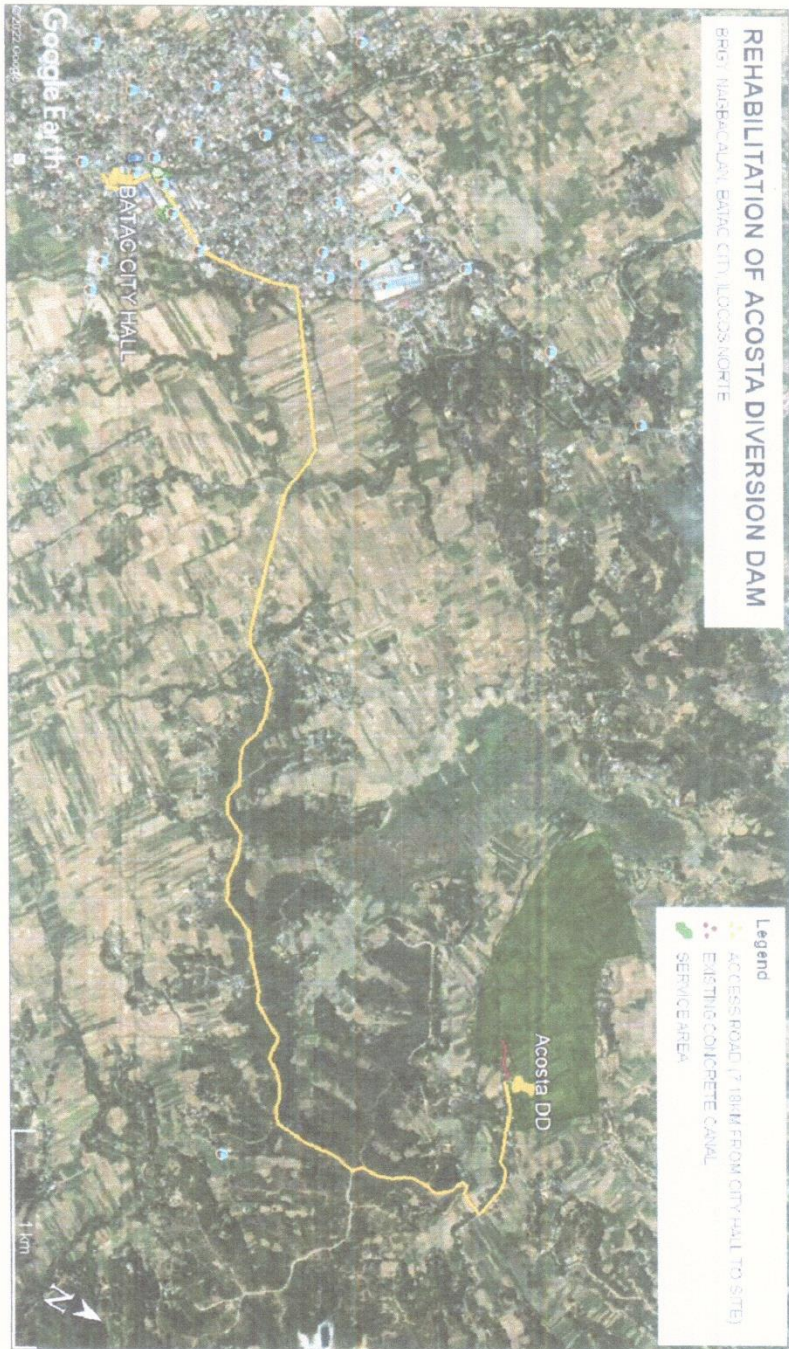 REHABILITATION OF ACOSTA DIVERSION DAM
BRGY. NAGBACALAN, BATAC CITY, ILOCOS NORTE
Legend
ACCESS ROAD (7.18KM FROM CITY HALL TO SITE)
EXISTING CONCRETE CANAL
SERVICE AREA
Acosta DD
BATAC CITY HALL
Google Earth
1 km
N